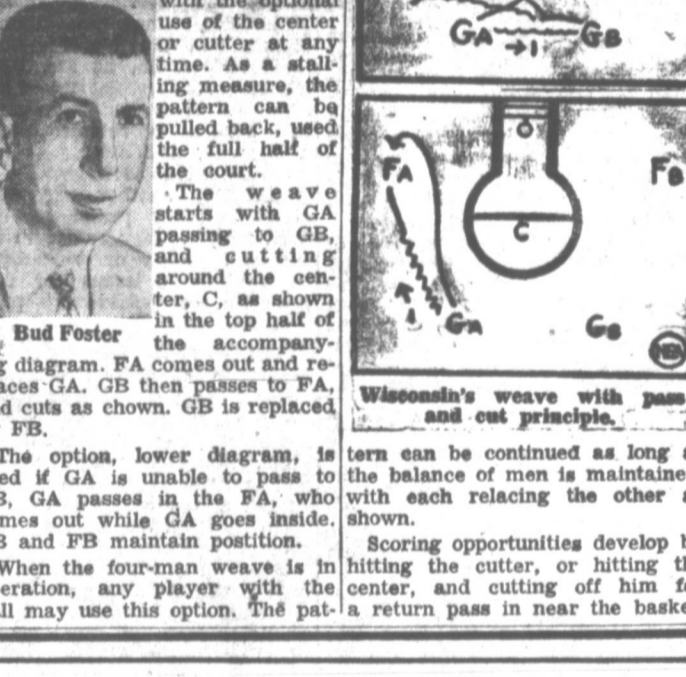 with the optional
use of the center
or cutter at any
time. As a stall-
ing measure, the
pattern can be
pulled back, used
the full half of
the court.
The weave
starts with GA
passing to GB,
and cutting
around the cen-
ter, C, as shown
in the top half of
the accompany-
Bud Foster
g diagram. FA comes out and re-
aces GA. GB then passes to FA,
d cuts as chown. GB is replaced
FB.
The option, lower diagram, is
ed if GA is unable to pass to
B, GA passes in the FA, who
mes out while GA goes inside.
B and FB maintain postition.
When the four-man weave is in
eration, any player with the
ll may use this option. The pat-
GA
GB
1
O
FA
FB
C
1
GA
GB
NEA
Wisconsin's weave with pass
and cut principle.
tern can be continued as long a
the balance of men is maintaine
with each relacing the other a
shown.
Scoring opportunities develop b
hitting the cutter, or hitting th
center, and cutting off him fo
a return pass in near the baske